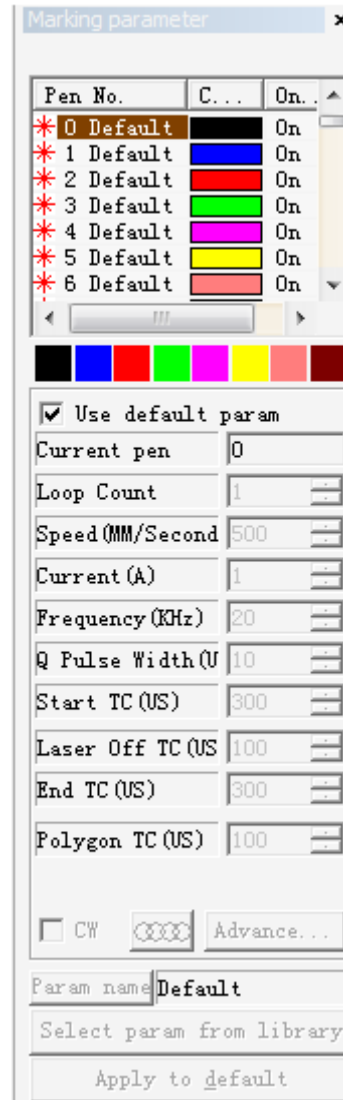 Marking parameter
Pen No. C... On..
0 Default On
1 Default On
2 Default On
3 Default On
4 Default On
5 Default On
6 Default On
Use default param
Current pen 0
Loop Count 1
Speed(MM/Second 500
Current(A) 1
Frequency(KHz) 20
Q Pulse Width(U 10
Start TC(US) 300
Laser Off TC(US 100
End TC(US) 300
Polygon TC(US) 100
CW Advance...
Param name Default
Select param from library
Apply to default